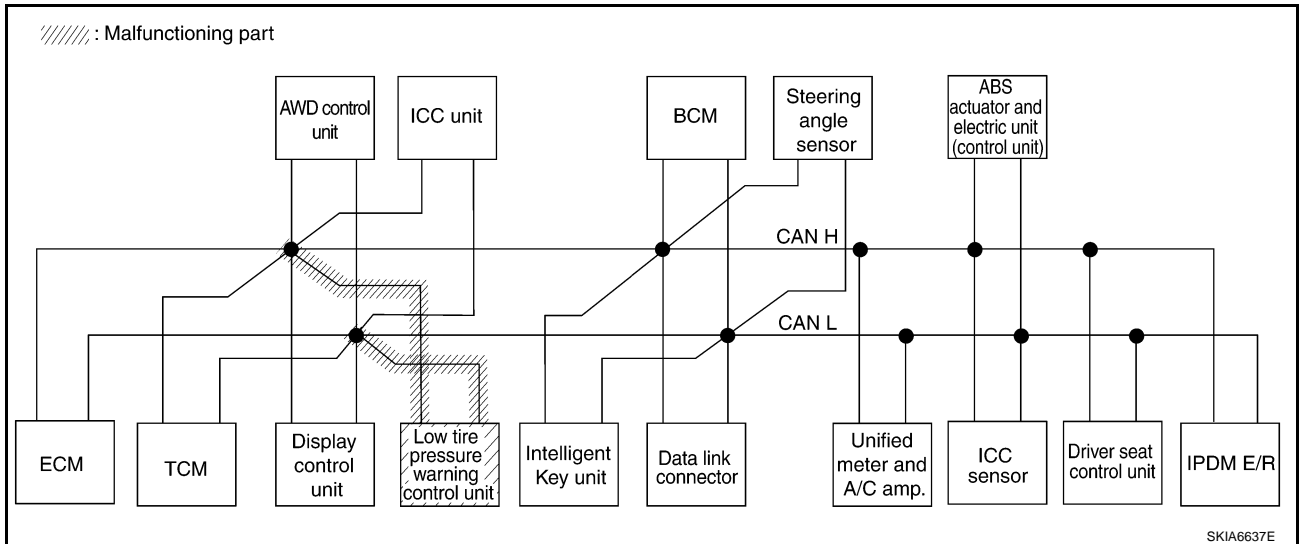 : Malfunctioning part
AWD control
unit
ICC unit
BCM
Steering
angle
sensor
ABS
actuator and
electric unit
(control unit)
CAN H
CAN L
ECM
TCM
Display
control
unit
Low tire
pressure
warning
control unit
Intelligent
Key unit
Data link
connector
Unified
meter and
A/C amp.
ICC
sensor
Driver seat
control unit
IPDM E/R
SKIA6637E